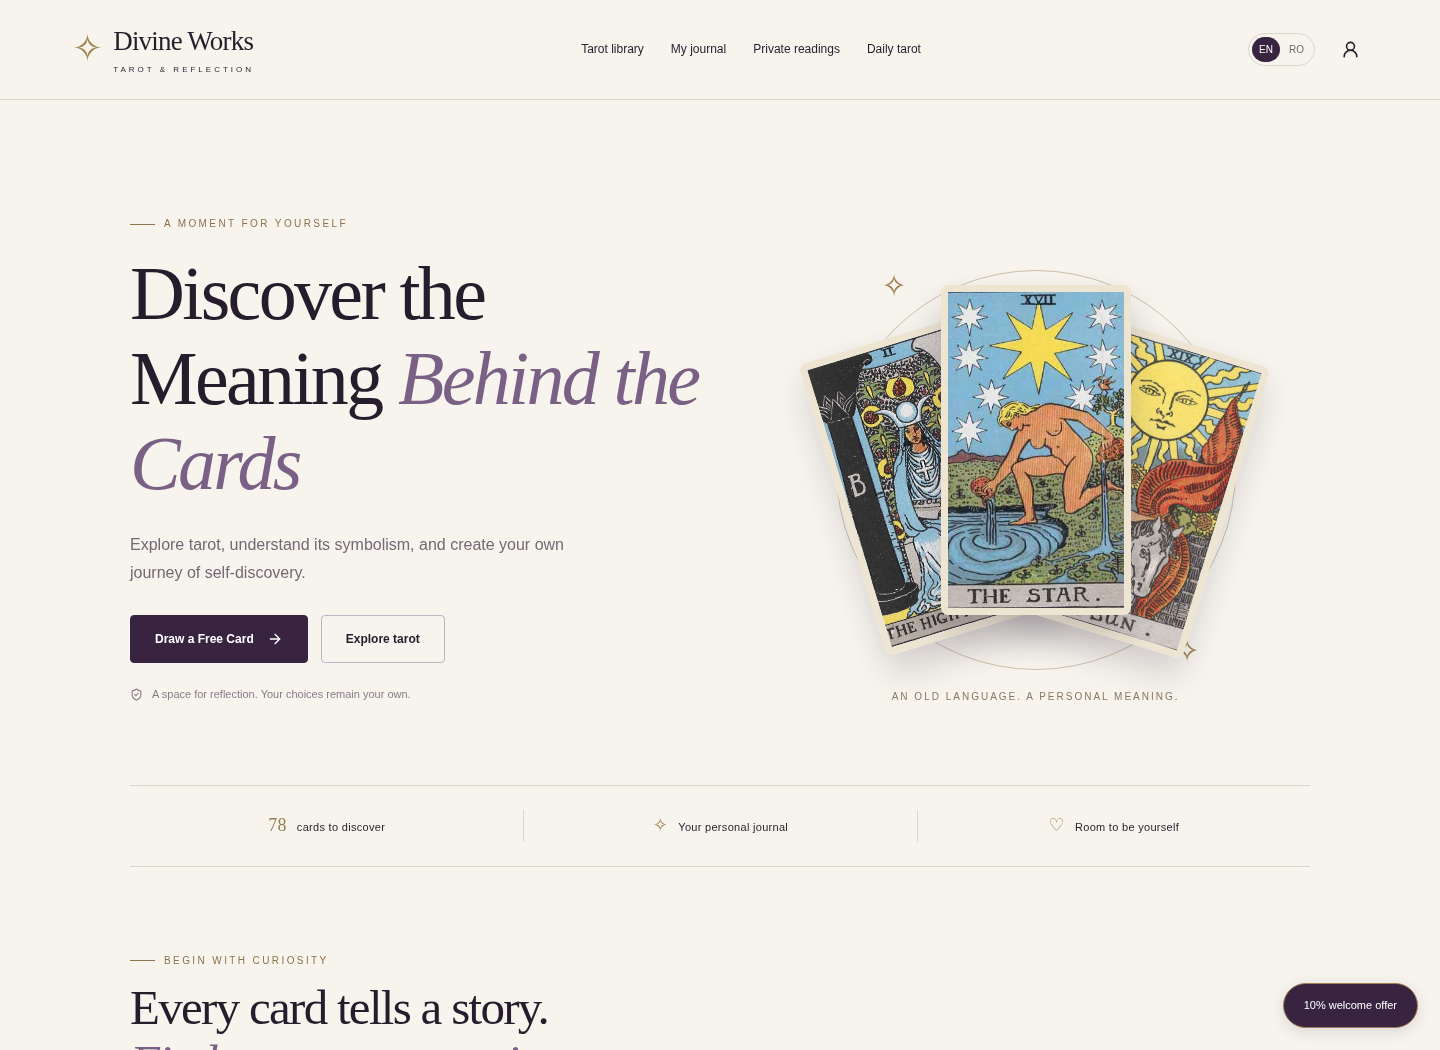 Divine Works
TAROT & REFLECTION
Tarot library
My journal
Private readings
Daily tarot
EN
RO
A MOMENT FOR YOURSELF
Discover the
Meaning Behind the
Cards
Explore tarot, understand its symbolism, and create your own
journey of self-discovery.
Draw a Free Card
Explore tarot
A space for reflection. Your choices remain your own.
II
B
THE HIGH
XVII
THE STAR.
XIX
SUN.
AN OLD LANGUAGE. A PERSONAL MEANING.
78 cards to discover
Your personal journal
Room to be yourself
BEGIN WITH CURIOSITY
Every card tells a story.
10% welcome offer